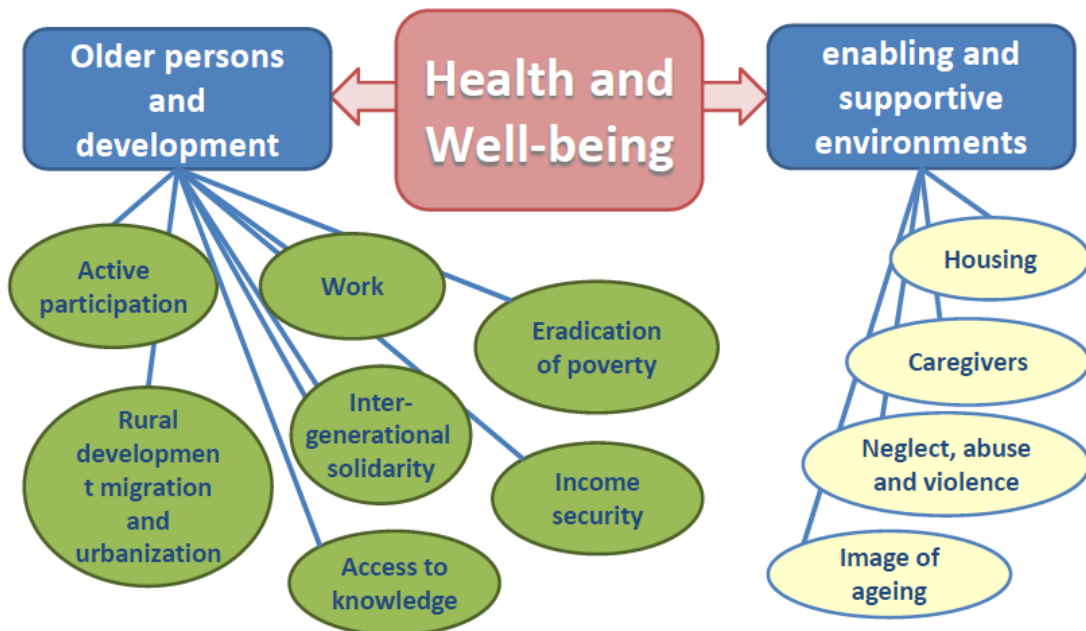 Older persons
and
development
Health and
Well-being
enabling and
supportive
environments
Active
participation
Work
Eradication
of poverty
Rural
developmen
t migration
and
urbanization
Inter-
generational
solidarity
Income
security
Access to
knowledge
Housing
Caregivers
Neglect, abuse
and violence
Image of
ageing